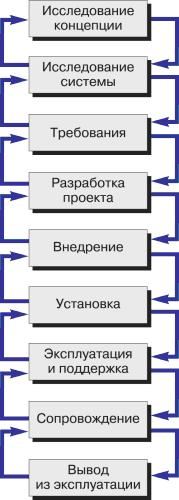 Исследование
концепции
Исследование
системы
Требования
Разработка
проекта
Внедрение
Установка
Эксплуатация
и поддержка
Сопровождение
Вывод
из эксплуатации